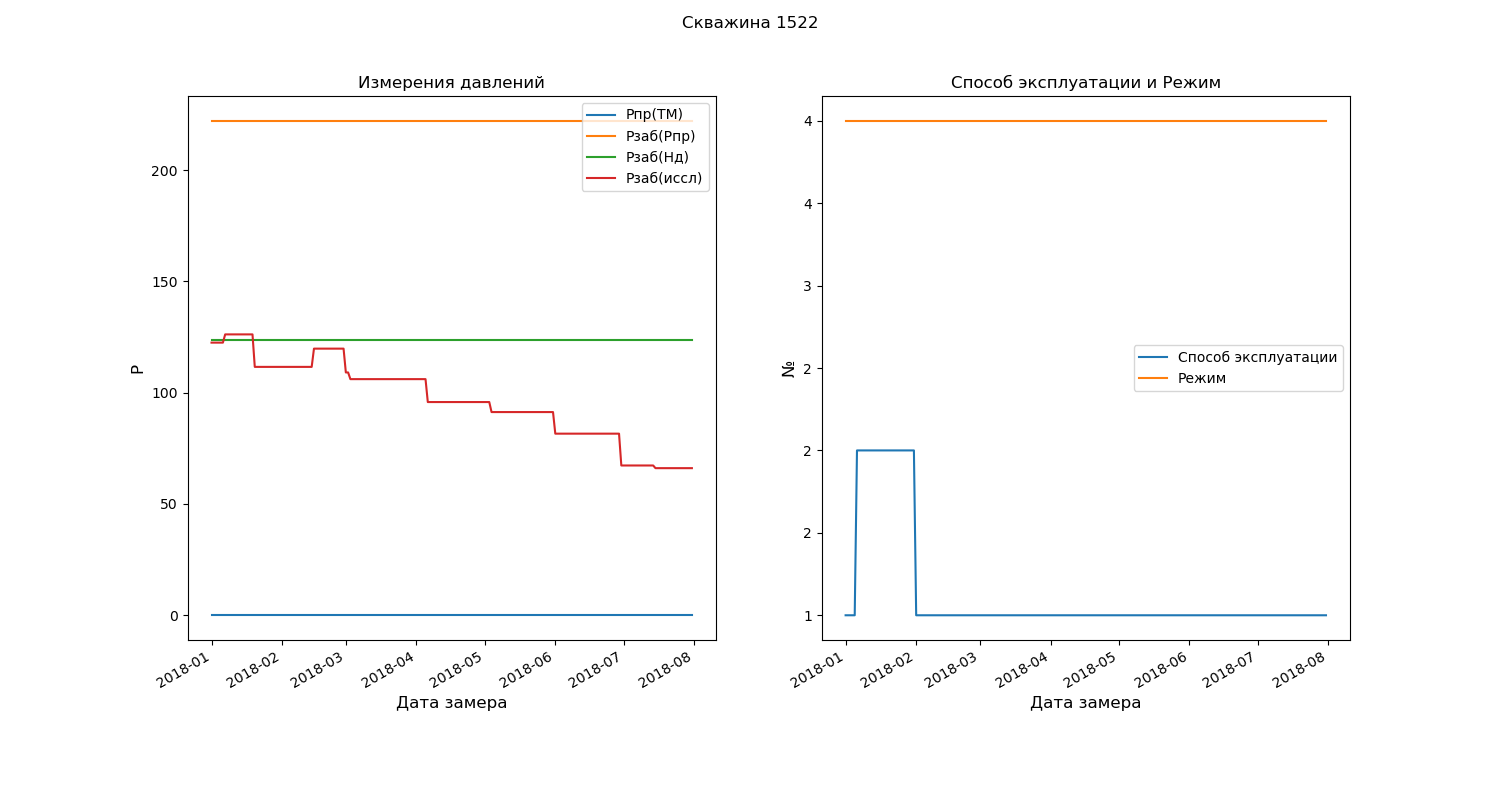 Скважина 1522
Измерения давлений
Рпр(ТМ)
Рзаб(Рпр)
Рзаб(Нд)
Рзаб(иссл)
200
150
100
50
0
Р
2018-01
2018-02
2018-03
2018-04
2018-05
2018-06
2018-07
2018-08
Дата замера
Способ эксплуатации и Режим
4
4
3
2
2
2
1
№
Способ эксплуатации
Режим
2018-01
2018-02
2018-03
2018-04
2018-05
2018-06
2018-07
2018-08
Дата замера